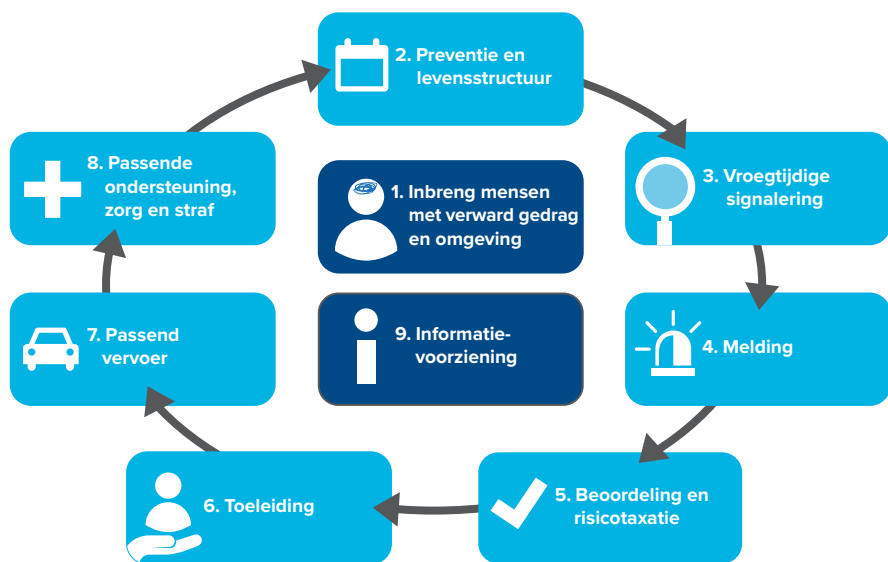 2. Preventie en
levensstructuur
8. Passende
ondersteuning,
zorg en straf
1. Inbreng mensen
met verward gedrag
en omgeving
3. Vroegtijdige
signalering
7. Passend
vervoer
9. Informatie-
voorziening
4. Melding
6. Toeleiding
5. Beoordeling en
risicotaxatie